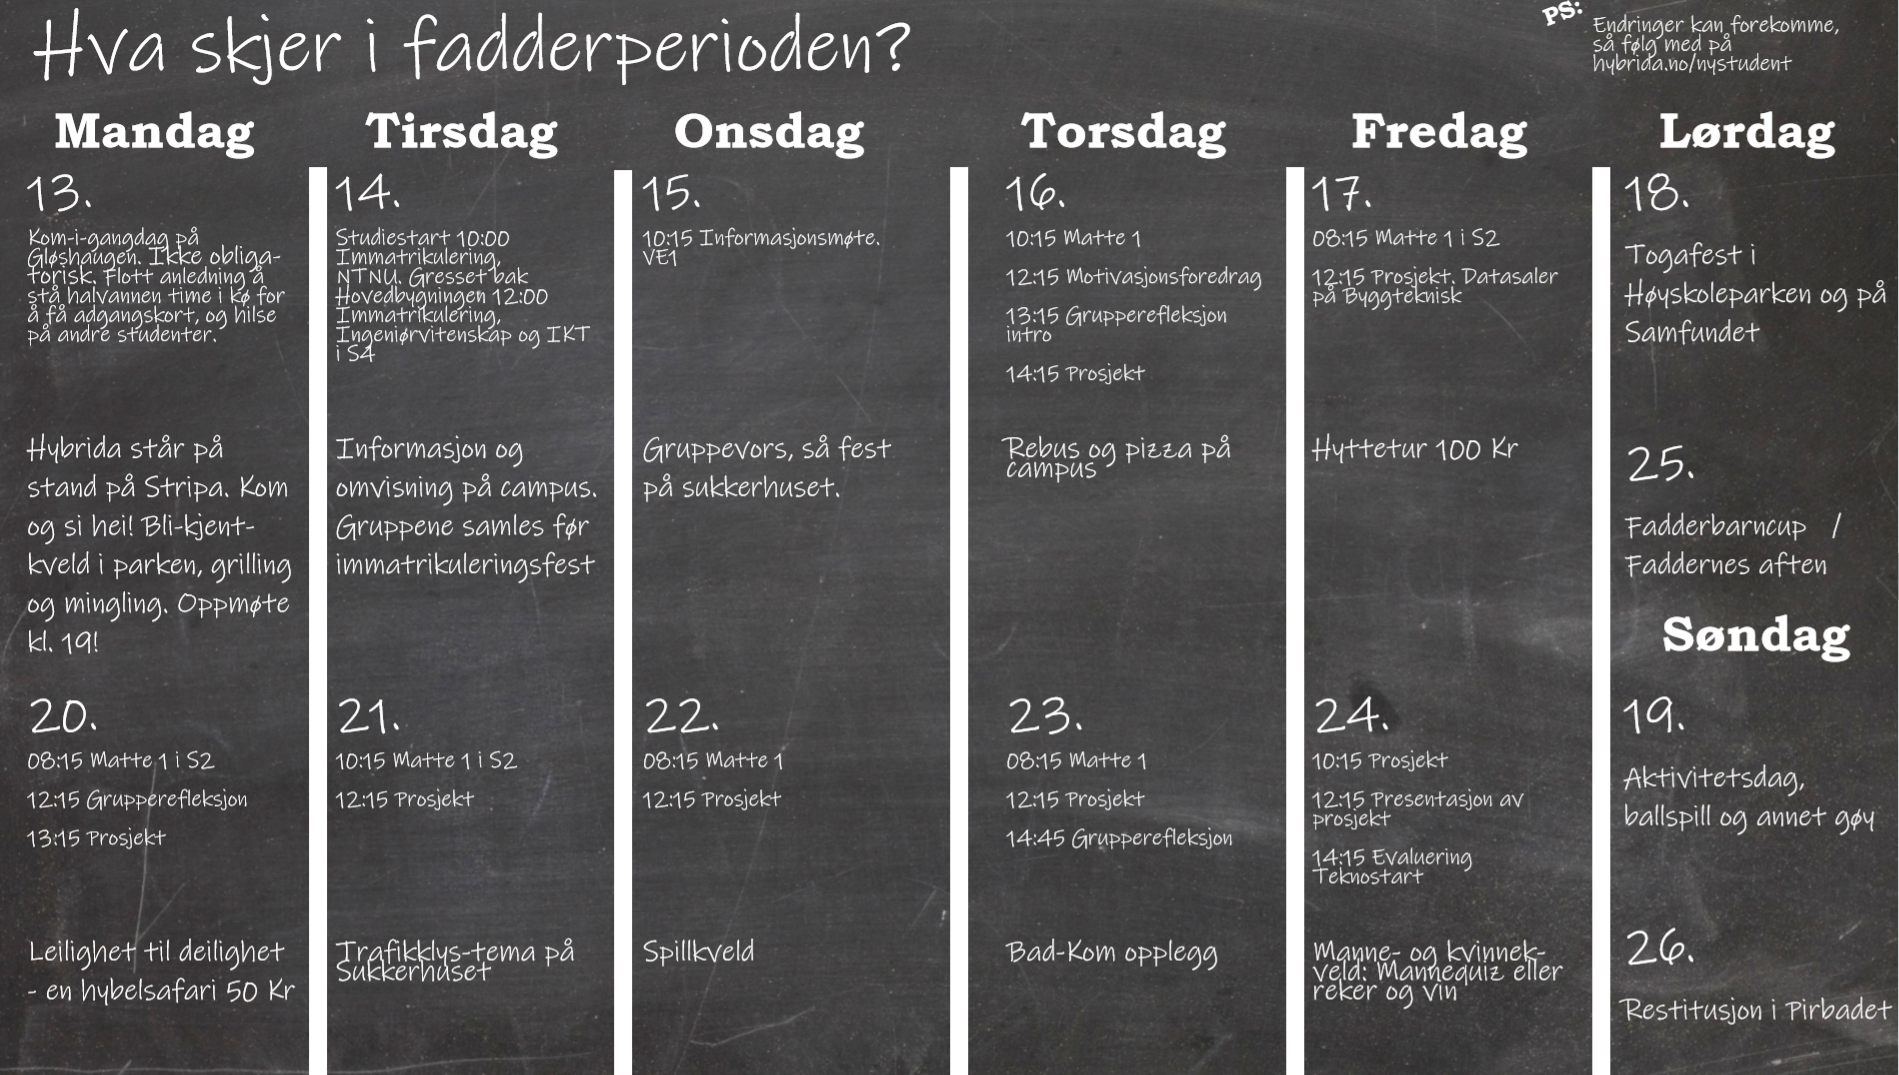 Hva skjer i fadderperioden?
PS:
Endringer kan forekomme,
så følg med på
hybrida.no/nystudent
Mandag
13.
Kom-i-gangdag på
Gløshaugen. Ikke obliga-
torisk. Flott anledning å
stå halvannen time i kø for
å få adgangskort, og hilse
på andre studenter.
Hybrida står på
stand på Stripa. Kom
og si hei! Bli-kjent-
kveld i parken, grilling
og mingling. Oppmøte
kl. 19!
20.
08:15 Matte 1 i S2
12:15 Grupperefleksjon
13:15 Prosjekt
Leilighet til deilighet
- en hybelsafari 50 Kr
Tirsdag
14.
Studiestart 10:00
Immatrikulering,
NTNU. Gresset bak
Hovedbygningen 12:00
Immatrikulering,
Ingeniørvitenskap og IKT
i S4
Informasjon og
omvisning på campus.
Gruppene samles før
immatrikuleringsfest
21.
10:15 Matte 1 i S2
12:15 Prosjekt
Trafikklys-tema på
Sukkerhuset
Onsdag
15.
10:15 Informasjonsmøte.
VE1
Gruppevors, så fest
på sukkerhuset.
22.
08:15 Matte 1
12:15 Prosjekt
Spillkveld
Torsdag
16.
10:15 Matte 1
12:15 Motivasjonsforedrag
13:15 Grupperefleksjon
intro
14:15 Prosjekt
Rebus og pizza på
campus
23.
08:15 Matte 1
12:15 Prosjekt
14:45 Grupperefleksjon
Bad-Kom opplegg
Fredag
17.
08:15 Matte 1 i S2
12:15 Prosjekt. Datasaler
på Byggteknisk
Hyttetur 100 Kr
24.
10:15 Prosjekt
12:15 Presentasjon av
prosjekt
14:15 Evaluering
Teknostart
Manne- og kvinnek-
veld: Mannequiz eller
reker og vin
Lørdag
18.
Togafest i
Høyskoleparken og på
Samfundet
25.
Fadderbarncup /
Faddernes aften
Søndag
19.
Aktivitetsdag,
ballspill og annet gøy
26.
Restitusjon i Pirbadet